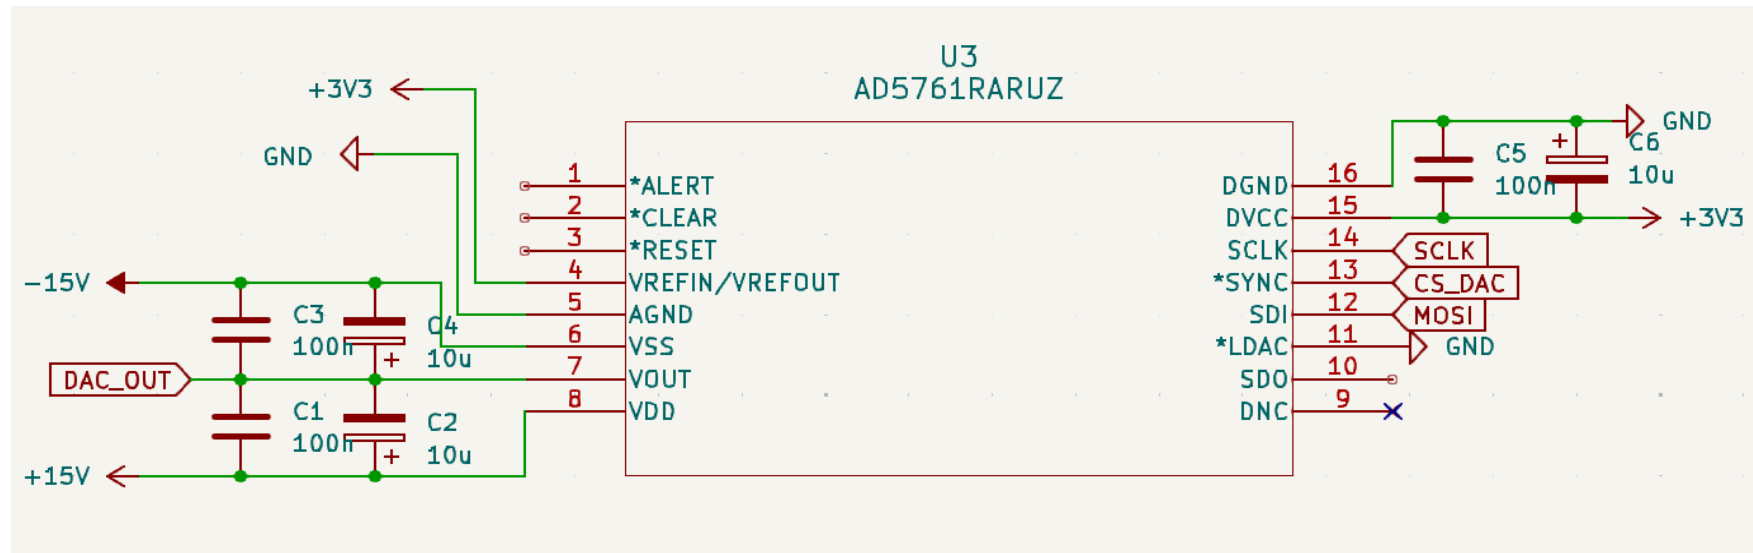 U3
AD5761RARUZ
+3V3
GND
-15V
C3
100n
C4
10u
DAC_OUT
C1
100n
C2
10u
+15V
1 *ALERT
2 *CLEAR
3 *RESET
4 VREFIN/VREFOUT
5 AGND
6 VSS
7 VOUT
8 VDD
DGND 16
DVCC 15
SCLK 14 SCLK
*SYNC 13 CS_DAC
SDI 12 MOSI
*LDAC 11 GND
SDO 10
DNC 9
GND
C5
100n
+ C6
10u
+3V3
+
+